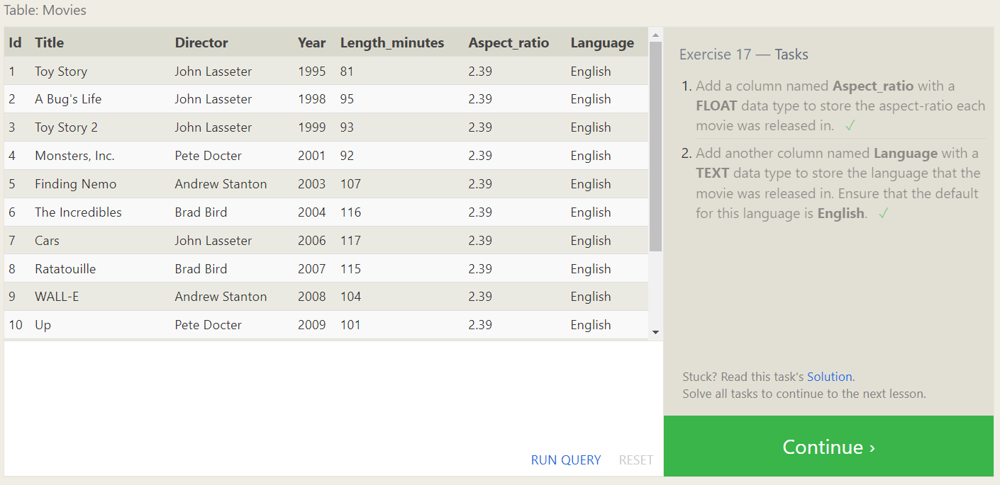 Table: Movies
Id Title Director Year Length_minutes Aspect_ratio Language
1 Toy Story John Lasseter 1995 81 2.39 English
2 A Bug's Life John Lasseter 1998 95 2.39 English
3 Toy Story 2 John Lasseter 1999 93 2.39 English
4 Monsters, Inc. Pete Docter 2001 92 2.39 English
5 Finding Nemo Andrew Stanton 2003 107 2.39 English
6 The Incredibles Brad Bird 2004 116 2.39 English
7 Cars John Lasseter 2006 117 2.39 English
8 Ratatouille Brad Bird 2007 115 2.39 English
9 WALL-E Andrew Stanton 2008 104 2.39 English
10 Up Pete Docter 2009 101 2.39 English
RUN QUERY RESET
Exercise 17 — Tasks
1. Add a column named Aspect_ratio with a
FLOAT data type to store the aspect-ratio each
movie was released in. ✓
2. Add another column named Language with a
TEXT data type to store the language that the
movie was released in. Ensure that the default
for this language is English. ✓
Stuck? Read this task's Solution.
Solve all tasks to continue to the next lesson.
Continue ›